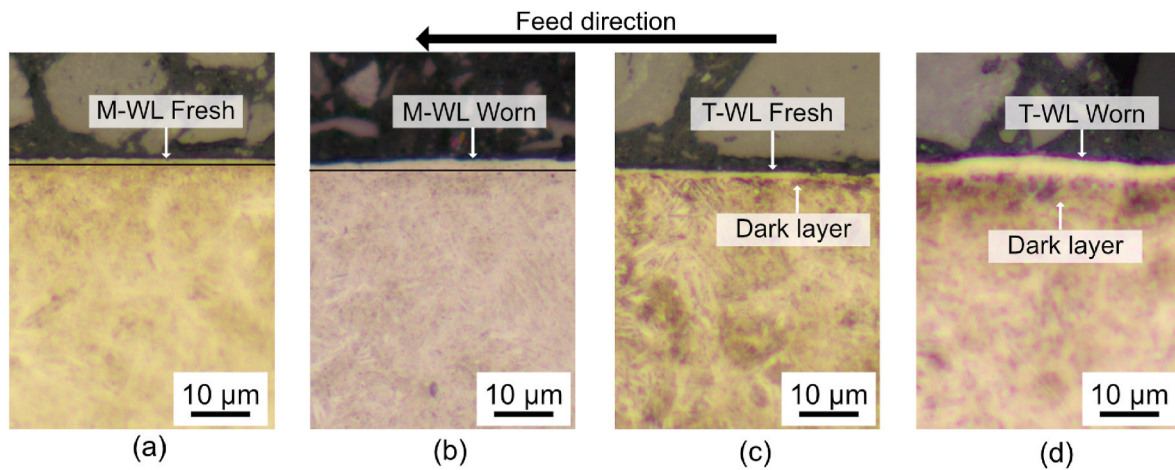 Feed direction
M-WL Fresh
M-WL Worn
T-WL Fresh
T-WL Worn
Dark layer
Dark layer
10 µm
10 µm
10 µm
10 µm
(a)
(b)
(c)
(d)